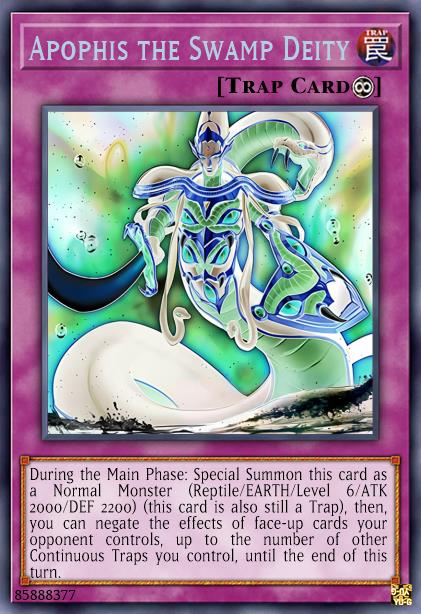 Apophis the Swamp Deity
TRAP
罠
[Trap Card]
During the Main Phase: Special Summon this card as
a Normal Monster (Reptile/EARTH/Level 6/ATK
2000/DEF 2200) (this card is also still a Trap), then,
you can negate the effects of face-up cards your
opponent controls, up to the number of other
Continuous Traps you control, until the end of this
turn.
85888377